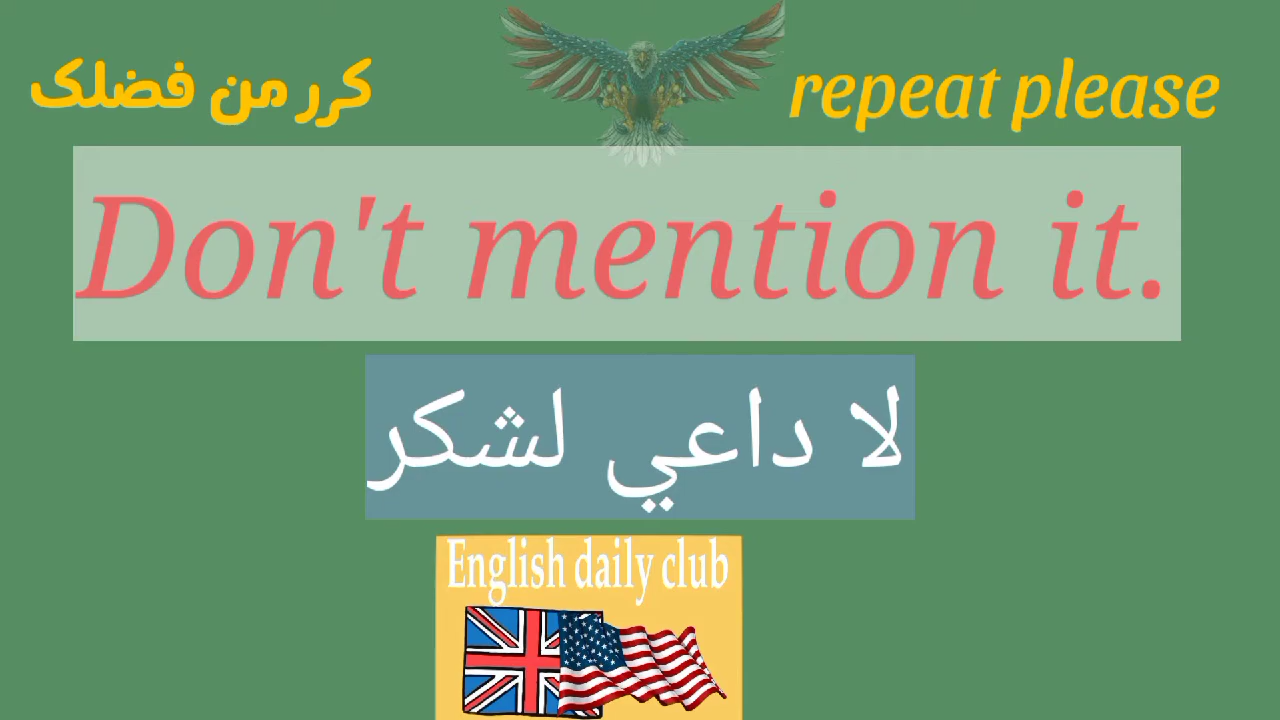 كرر من فضلك
repeat please
Don't mention it.
لا داعي لشكر
English daily club